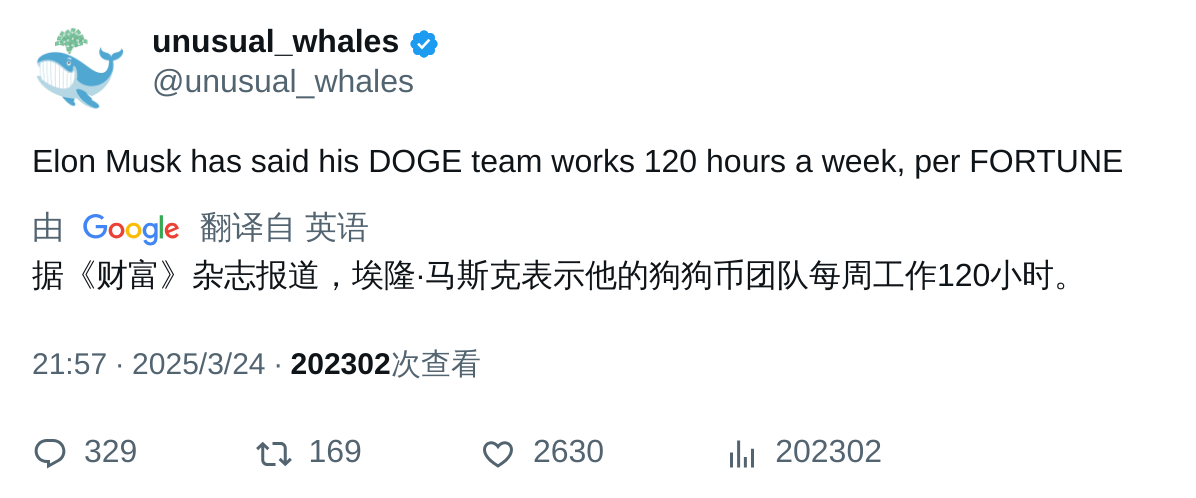 unusual_whales
@unusual_whales
Elon Musk has said his DOGE team works 120 hours a week, per FORTUNE
由 Google 翻译自 英语
据《财富》杂志报道，埃隆·马斯克表示他的狗狗币团队每周工作120小时。
21:57 · 2025/3/24 · 202302次查看
329 169 2630 202302